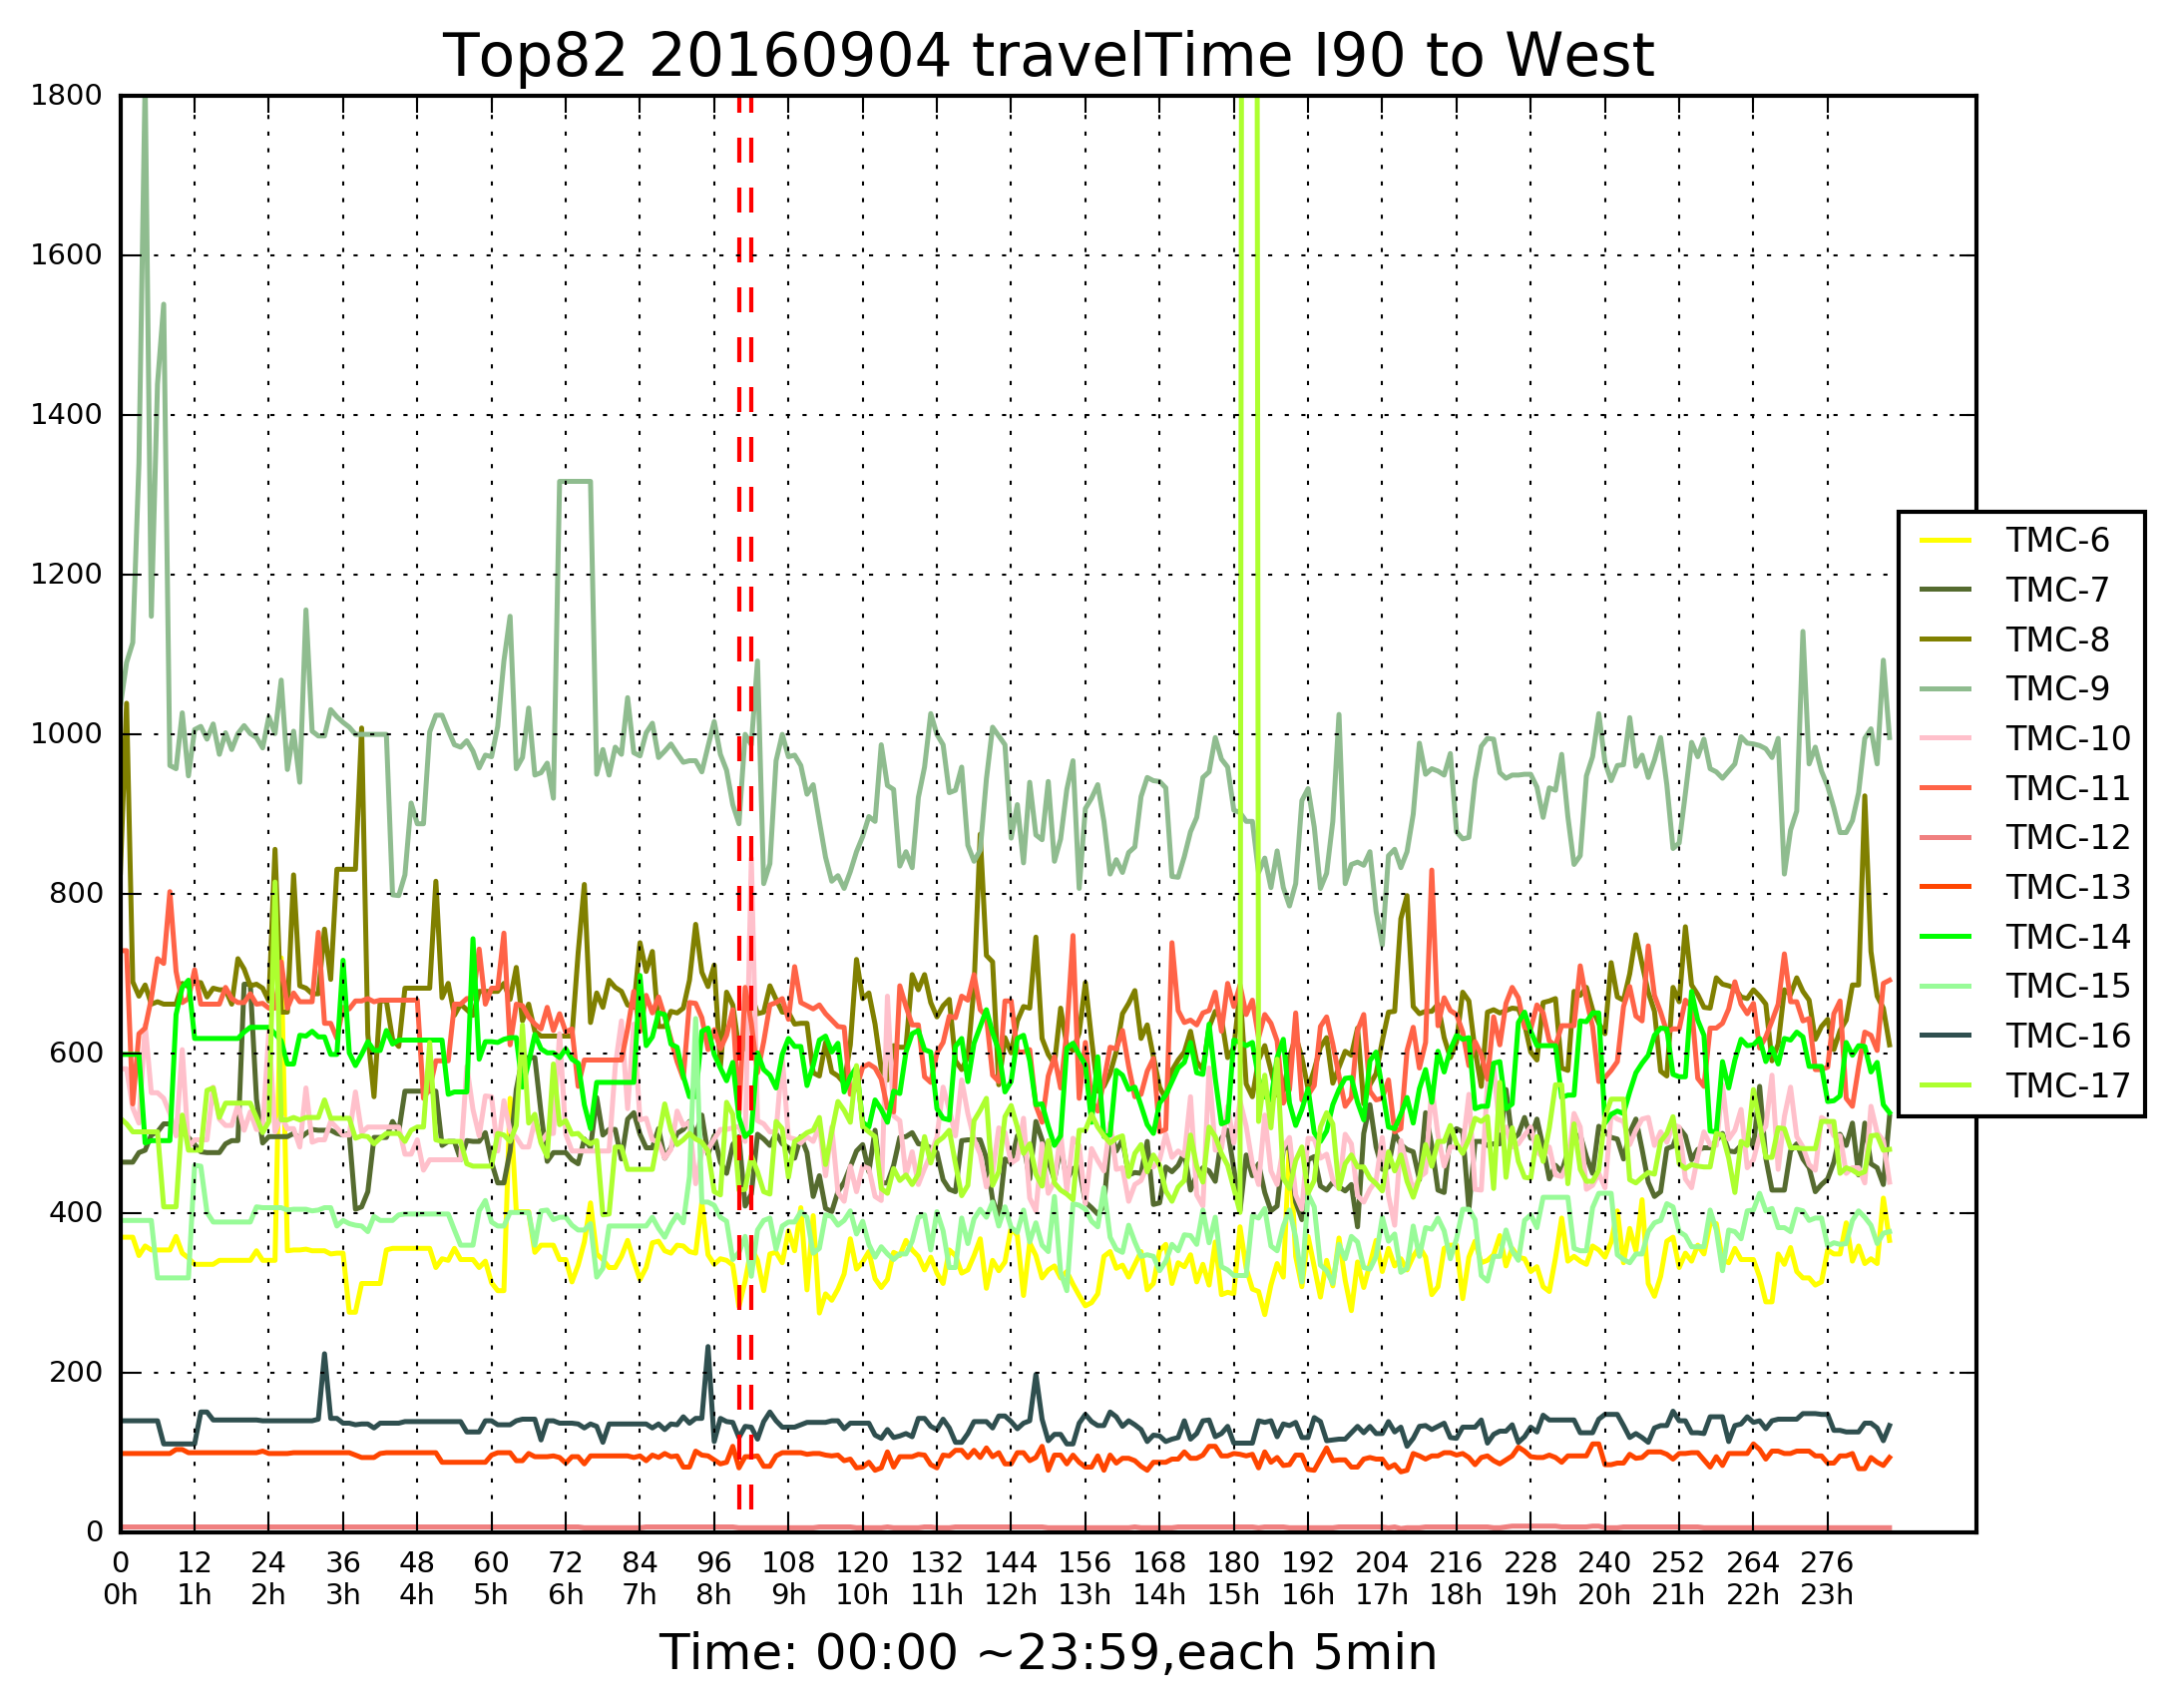 Top82 20160904 travelTime I90 to West
1800
1600
1400
1200
1000
800
600
400
200
0
0 12 24 36 48 60 72 84 96 108 120 132 144 156 168 180 192 204 216 228 240 252 264 276
0h 1h 2h 3h 4h 5h 6h 7h 8h 9h 10h 11h 12h 13h 14h 15h 16h 17h 18h 19h 20h 21h 22h 23h
Time: 00:00 ~23:59,each 5min
TMC-6
TMC-7
TMC-8
TMC-9
TMC-10
TMC-11
TMC-12
TMC-13
TMC-14
TMC-15
TMC-16
TMC-17